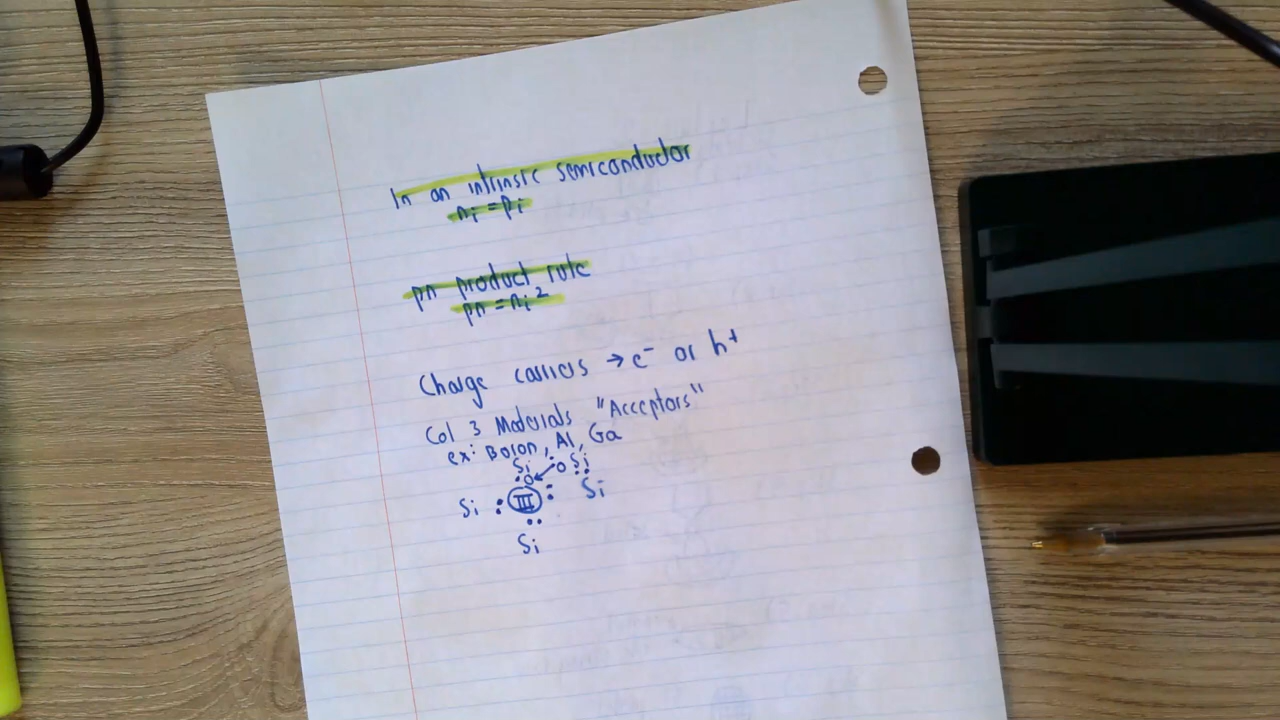 In an intrinsic semiconductor
nᵢ = pᵢ
pn product rule
pn = nᵢ²
Charge carriers → e⁻ or h⁺
Col 3 Materials "Acceptors"
ex: Boron, Al, Ga
Si Si
Si III Si
Si